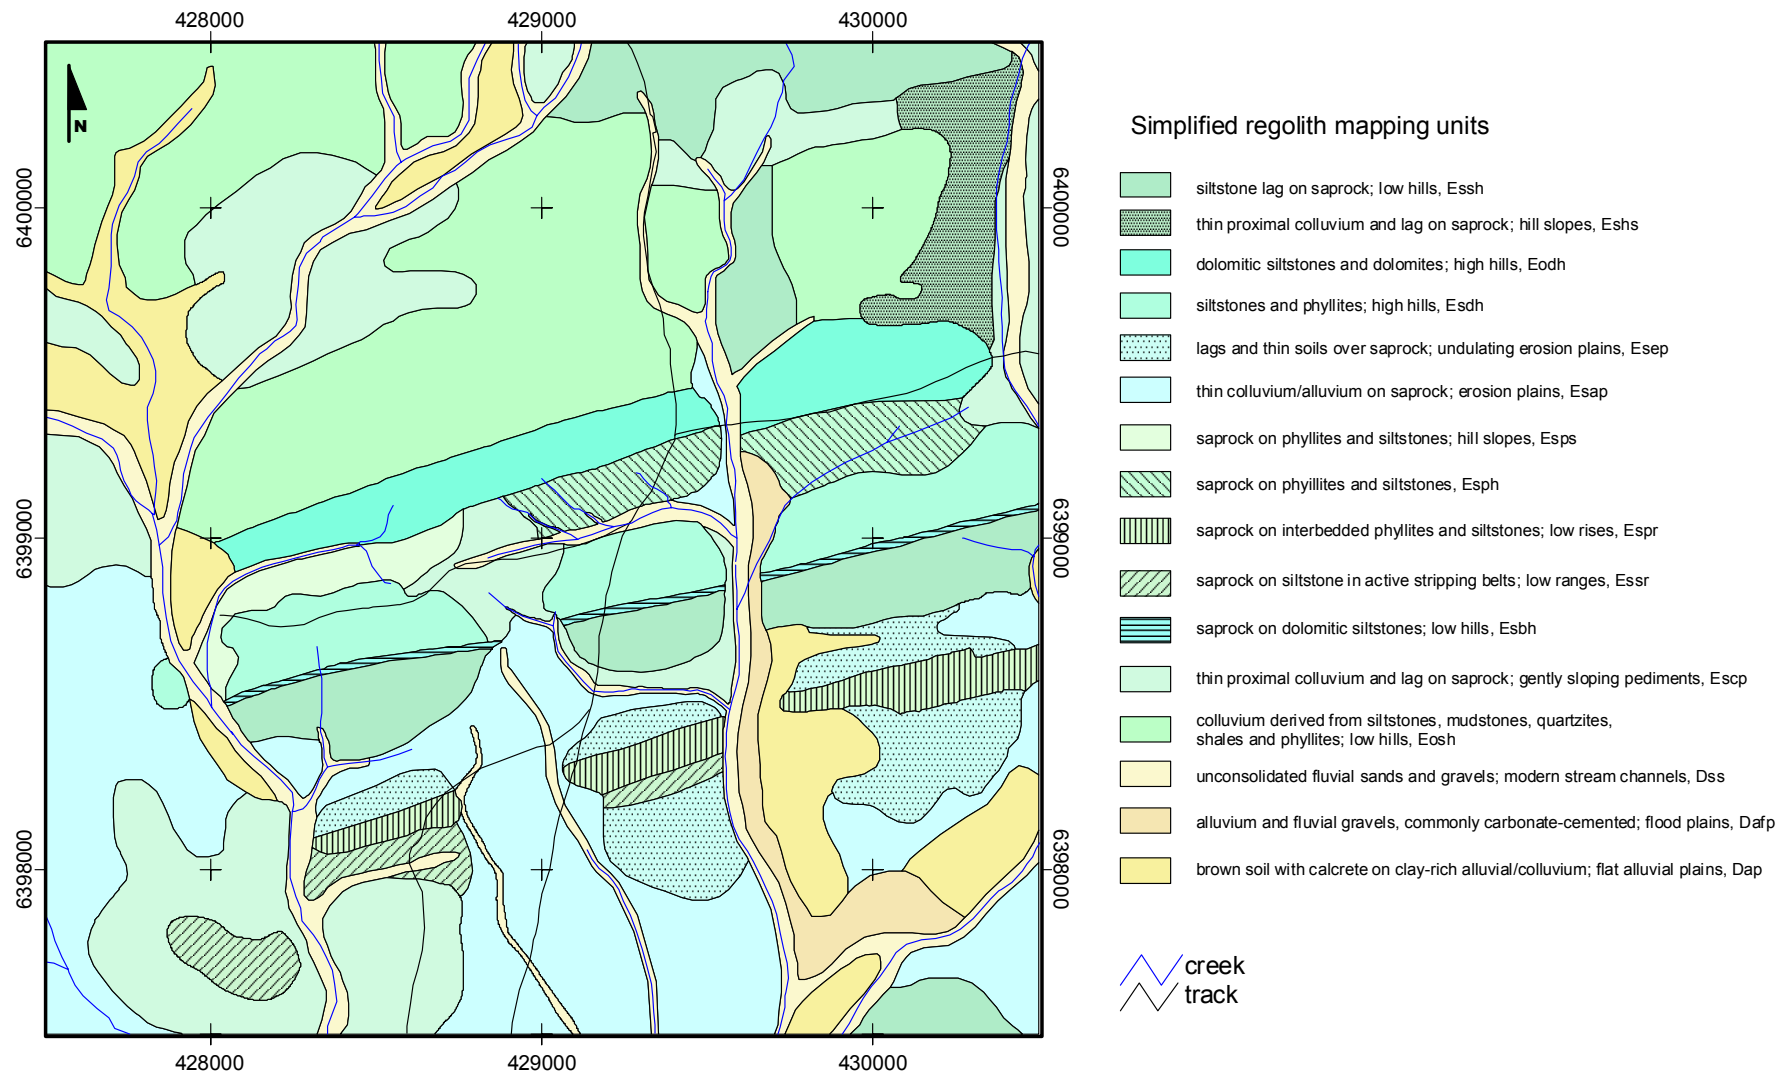 428000
429000
430000
N
6400000
6400000
6399000
6399000
6398000
6398000
428000
429000
430000
Simplified regolith mapping units
siltstone lag on saprock; low hills, Essh
thin proximal colluvium and lag on saprock; hill slopes, Eshs
dolomitic siltstones and dolomites; high hills, Eodh
siltstones and phyllites; high hills, Esdh
lags and thin soils over saprock; undulating erosion plains, Esep
thin colluvium/alluvium on saprock; erosion plains, Esap
saprock on phyllites and siltstones; hill slopes, Esps
saprock on phyllites and siltstones, Esph
saprock on interbedded phyllites and siltstones; low rises, Espr
saprock on siltstone in active stripping belts; low ranges, Essr
saprock on dolomitic siltstones; low hills, Esbh
thin proximal colluvium and lag on saprock; gently sloping pediments, Escp
colluvium derived from siltstones, mudstones, quartzites,
shales and phyllites; low hills, Eosh
unconsolidated fluvial sands and gravels; modern stream channels, Dss
alluvium and fluvial gravels, commonly carbonate-cemented; flood plains, Dafp
brown soil with calcrete on clay-rich alluvial/colluvium; flat alluvial plains, Dap
creek
track